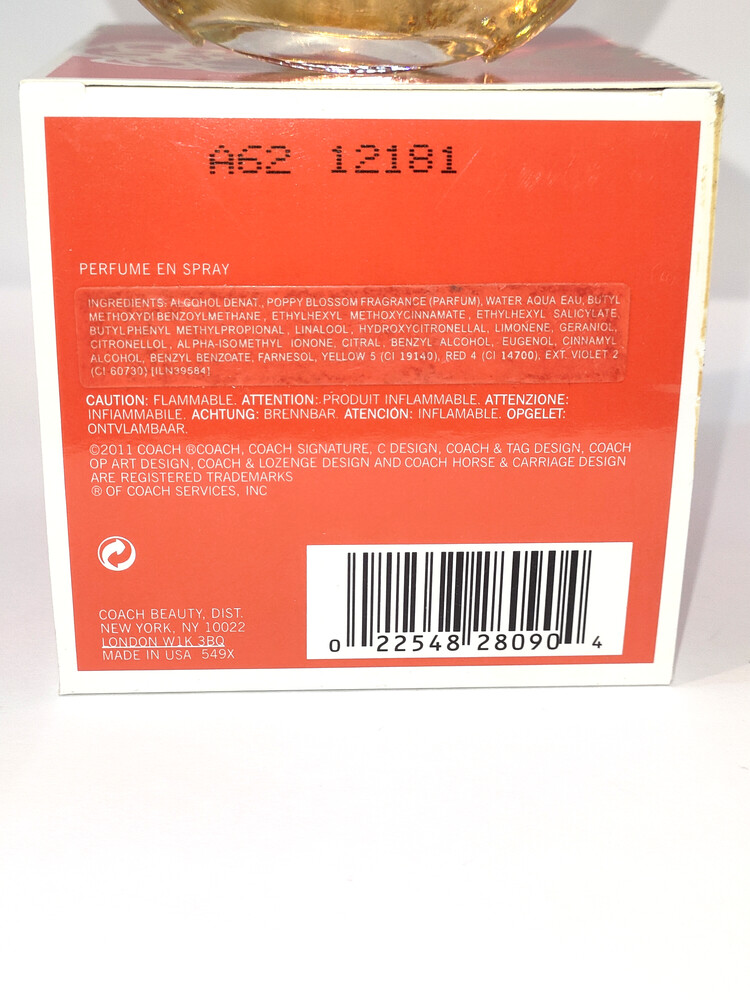 A62 12181
PERFUME EN SPRAY
INGREDIENTS: ALCOHOL DENAT., POPPY BLOSSOM FRAGRANCE (PARFUM), WATER AQUA EAU, BUTYL
METHOXYDIBENZOYLMETHANE, ETHYLHEXYL METHOXYCINNAMATE, ETHYLHEXYL SALICYLATE,
BUTYLPHENYL METHYLPROPIONAL, LINALOOL, HYDROXYCITRONELLAL, LIMONENE, GERANIOL,
CITRONELLOL, ALPHA-ISOMETHYL IONONE, CITRAL, BENZYL ALCOHOL, EUGENOL, CINNAMYL
ALCOHOL, BENZYL BENZOATE, FARNESOL, YELLOW 5 (CI 19140), RED 4 (CI 14700), EXT. VIOLET 2
(CI 60730) [ILN39584]
CAUTION: FLAMMABLE. ATTENTION: PRODUIT INFLAMMABLE. ATTENZIONE:
INFIAMMABILE. ACHTUNG: BRENNBAR. ATENCIÓN: INFLAMABLE. OPGELET:
ONTVLAMBAAR.
©2011 COACH ®COACH, COACH SIGNATURE, C DESIGN, COACH & TAG DESIGN, COACH
OP ART DESIGN, COACH & LOZENGE DESIGN AND COACH HORSE & CARRIAGE DESIGN
ARE REGISTERED TRADEMARKS
® OF COACH SERVICES, INC
COACH BEAUTY, DIST.
NEW YORK, NY 10022
LONDON W1K 3BQ
MADE IN USA 549X
0 22548 28090 4